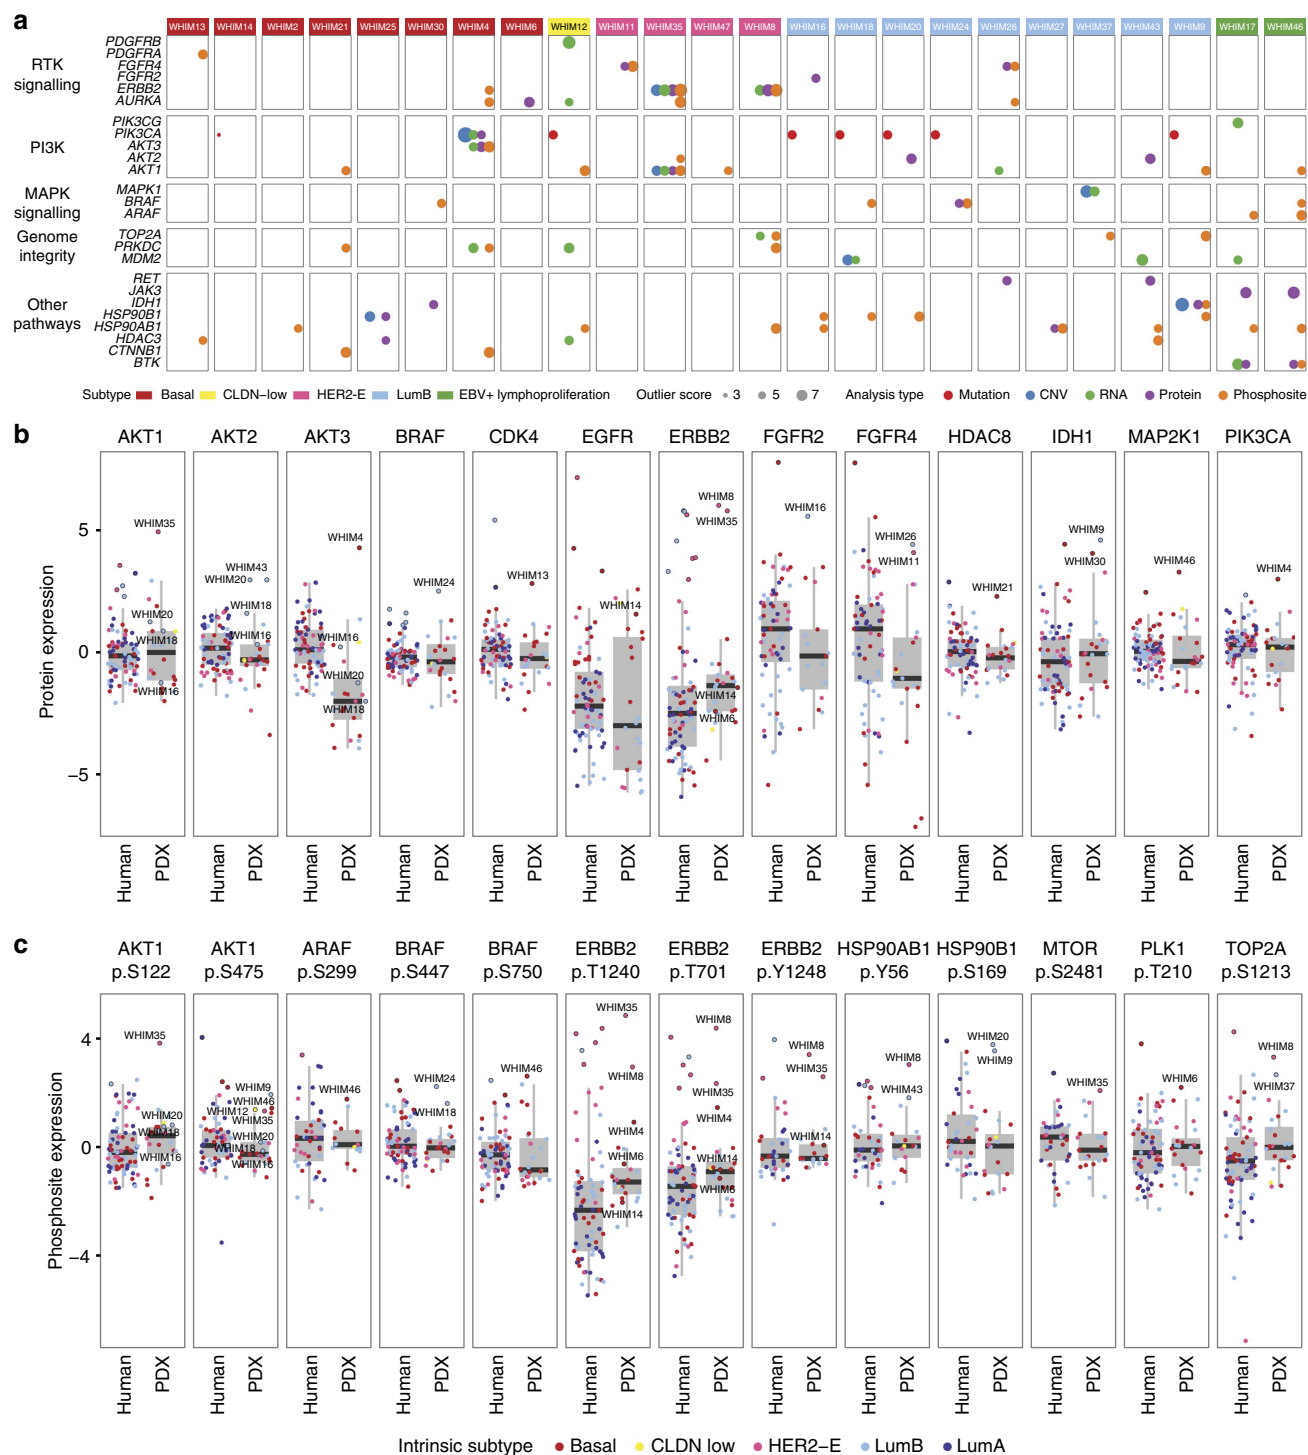 a
WHIM13 WHIM14 WHIM2 WHIM21 WHIM25 WHIM30 WHIM4 WHIM6 WHIM12 WHIM11 WHIM35 WHIM47 WHIM8 WHIM16 WHIM18 WHIM20 WHIM24 WHIM26 WHIM27 WHIM37 WHIM43 WHIM9 WHIM17 WHIM46
RTK signalling
PDGFRB
PDGFRA
FGFR4
FGFR2
ERBB2
AURKA
PI3K
PIK3CG
PIK3CA
AKT3
AKT2
AKT1
MAPK signalling
MAPK1
BRAF
ARAF
Genome integrity
TOP2A
PRKDC
MDM2
Other pathways
RET
JAK3
IDH1
HSP90B1
HSP90AB1
HDAC3
CTNNB1
BTK
Subtype Basal CLDN-low HER2-E LumB EBV+ lymphoproliferation Outlier score 3 5 7 Analysis type Mutation CNV RNA Protein Phosphosite
b
AKT1 AKT2 AKT3 BRAF CDK4 EGFR ERBB2 FGFR2 FGFR4 HDAC8 IDH1 MAP2K1 PIK3CA
Protein expression
5
0
−5
WHIM35
WHIM20
WHIM18
WHIM16
WHIM43
WHIM20
WHIM18
WHIM16
WHIM4
WHIM16
WHIM20
WHIM18
WHIM24
WHIM13
WHIM14
WHIM8
WHIM35
WHIM14
WHIM6
WHIM16
WHIM26
WHIM11
WHIM21
WHIM9
WHIM30
WHIM46
WHIM4
Human PDX Human PDX Human PDX Human PDX Human PDX Human PDX Human PDX Human PDX Human PDX Human PDX Human PDX Human PDX Human PDX
c
AKT1 AKT1 ARAF BRAF BRAF ERBB2 ERBB2 ERBB2 HSP90AB1 HSP90B1 MTOR PLK1 TOP2A
p.S122 p.S475 p.S299 p.S447 p.S750 p.T1240 p.T701 p.Y1248 p.Y56 p.S169 p.S2481 p.T210 p.S1213
Phosphosite expression
4
0
−4
WHIM35
WHIM20
WHIM18
WHIM16
WHIM9
WHIM46
WHIM12
WHIM35
WHIM20
WHIM18
WHIM16
WHIM46
WHIM24
WHIM18
WHIM46
WHIM35
WHIM8
WHIM4
WHIM6
WHIM14
WHIM8
WHIM35
WHIM4
WHIM14
WHIM6
WHIM8
WHIM35
WHIM14
WHIM8
WHIM43
WHIM20
WHIM9
WHIM35
WHIM6
WHIM8
WHIM37
Human PDX Human PDX Human PDX Human PDX Human PDX Human PDX Human PDX Human PDX Human PDX Human PDX Human PDX Human PDX Human PDX
Intrinsic subtype Basal CLDN low HER2−E LumB LumA